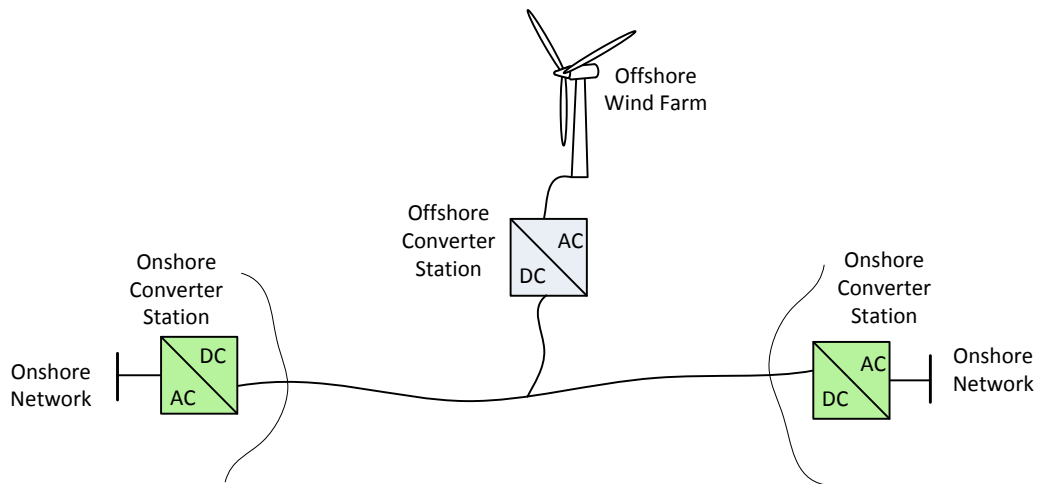 Offshore
Wind Farm
Offshore
Converter
Station
AC
DC
Onshore
Converter
Station
DC
AC
Onshore
Network
Onshore
Converter
Station
AC
DC
Onshore
Network